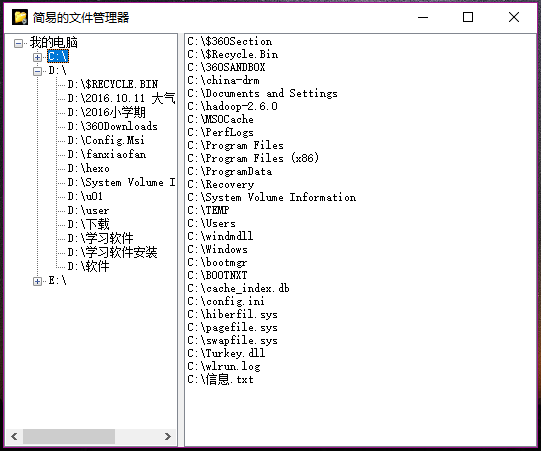 简易的文件管理器
我的电脑
C:\
D:\
D:\$RECYCLE.BIN
D:\2016.10.11 大气
D:\2016小学期
D:\360Downloads
D:\Config.Msi
D:\fanxiaofan
D:\hexo
D:\System Volume I
D:\u01
D:\user
D:\下载
D:\学习软件
D:\学习软件安装
D:\软件
E:\
C:\$360Section
C:\$Recycle.Bin
C:\360SANDBOX
C:\china-drm
C:\Documents and Settings
C:\hadoop-2.6.0
C:\MSOCache
C:\PerfLogs
C:\Program Files
C:\Program Files (x86)
C:\ProgramData
C:\Recovery
C:\System Volume Information
C:\TEMP
C:\Users
C:\windmdll
C:\Windows
C:\bootmgr
C:\BOOTNXT
C:\cache_index.db
C:\config.ini
C:\hiberfil.sys
C:\pagefile.sys
C:\swapfile.sys
C:\Turkey.dll
C:\wlrun.log
C:\信息.txt